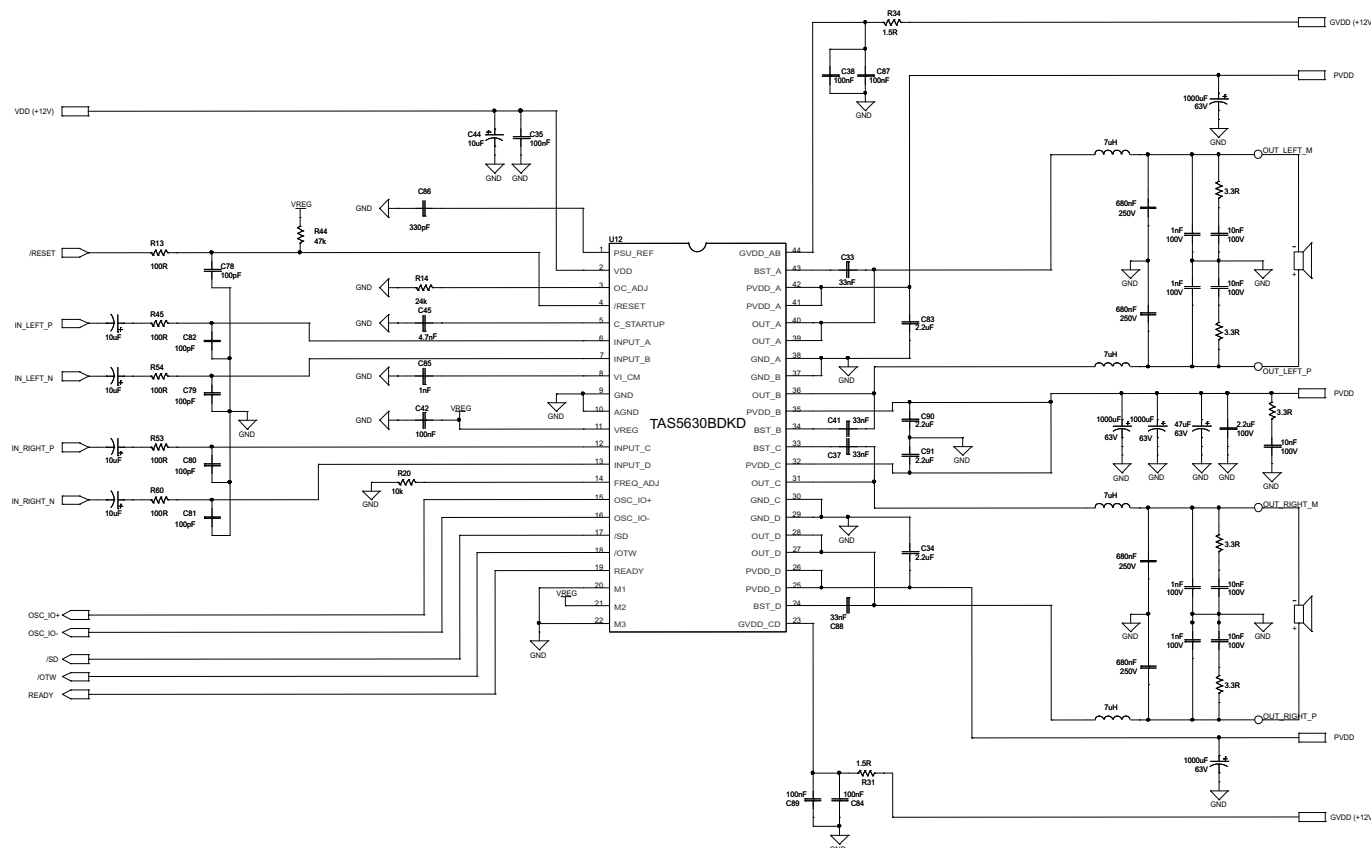 R34
1.5R
GVDD (+12V
C38
100nF
C87
100nF
GND
PVDD
1000uF
63V
GND
VDD (+12V)
C44
10uF
C35
100nF
GND
GND
7uH
OUT_LEFT_M
3.3R
680nF
250V
1nF
100V
10nF
100V
GND
GND
1nF
100V
10nF
100V
680nF
250V
3.3R
7uH
OUT_LEFT_P
-
+
C86
GND
330pF
VREG
R44
47k
/RESET
R13
100R
C78
100pF
R14
GND
24k
C45
GND
4.7nF
IN_LEFT_P
10uF
R45
100R
C82
100pF
C85
GND
1nF
IN_LEFT_N
10uF
R54
100R
C79
100pF
GND
GND
C42
GND
100nF
VREG
IN_RIGHT_P
10uF
R53
100R
C80
100pF
R20
10k
GND
IN_RIGHT_N
10uF
R60
100R
C81
100pF
U12
TAS5630BDKD
1 PSU_REF
2 VDD
3 OC_ADJ
4 /RESET
5 C_STARTUP
6 INPUT_A
7 INPUT_B
8 VI_CM
9 GND
10 AGND
11 VREG
12 INPUT_C
13 INPUT_D
14 FREQ_ADJ
15 OSC_IO+
16 OSC_IO-
17 /SD
18 /OTW
19 READY
20 M1
21 M2
22 M3
GVDD_AB 44
BST_A 43
PVDD_A 42
PVDD_A 41
OUT_A 40
OUT_A 39
GND_A 38
GND_B 37
OUT_B 36
PVDD_B 35
BST_B 34
BST_C 33
PVDD_C 32
OUT_C 31
GND_C 30
GND_D 29
OUT_D 28
OUT_D 27
PVDD_D 26
PVDD_D 25
BST_D 24
GVDD_CD 23
C33
33nF
C83
2.2uF
GND
C41
33nF
C37
33nF
C90
2.2uF
C91
2.2uF
GND
GND
C34
2.2uF
33nF
C88
PVDD
1000uF
63V
1000uF
63V
47uF
63V
2.2uF
100V
3.3R
10nF
100V
GND
GND
GND
GND
GND
7uH
OUT_RIGHT_M
3.3R
680nF
250V
1nF
100V
10nF
100V
GND
GND
1nF
100V
10nF
100V
680nF
250V
3.3R
7uH
OUT_RIGHT_P
-
+
VREG
GND
OSC_IO+
OSC_IO-
/SD
/OTW
READY
PVDD
1000uF
63V
GND
1.5R
R31
100nF
C89
100nF
C84
GND
GVDD (+12V